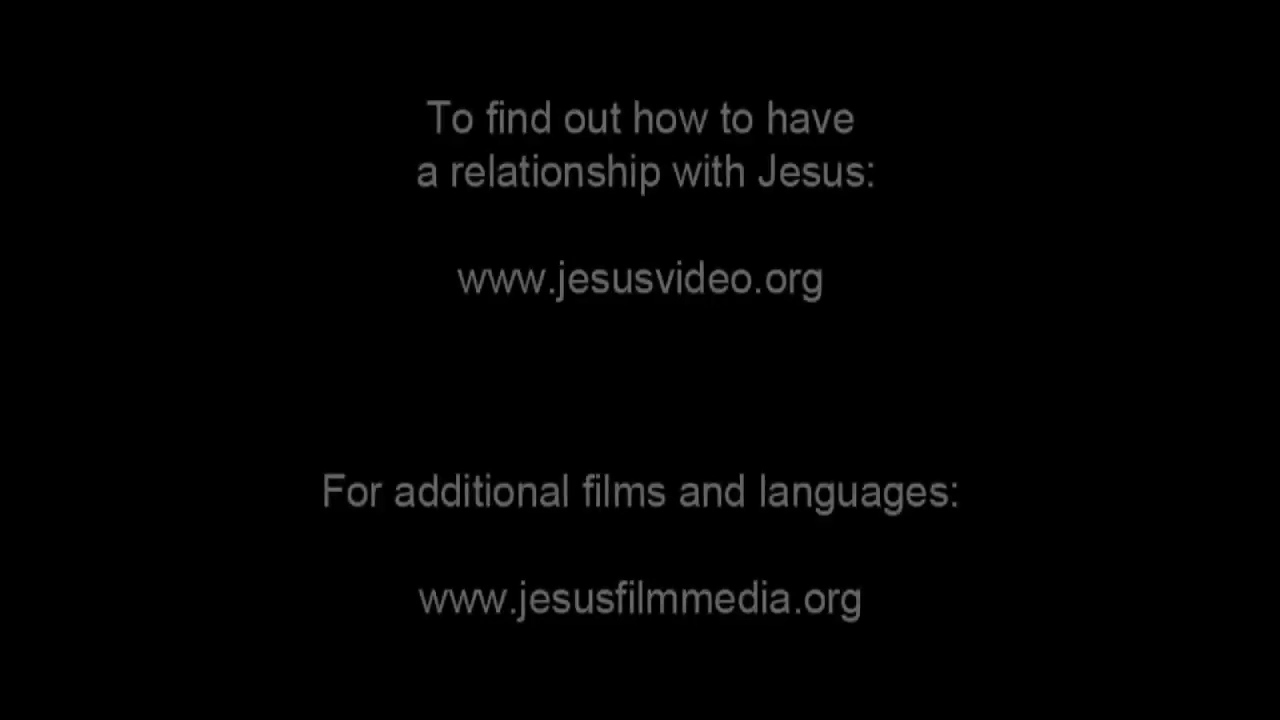 To find out how to have
a relationship with Jesus:
www.jesusvideo.org
For additional films and languages:
www.jesusfilmmedia.org